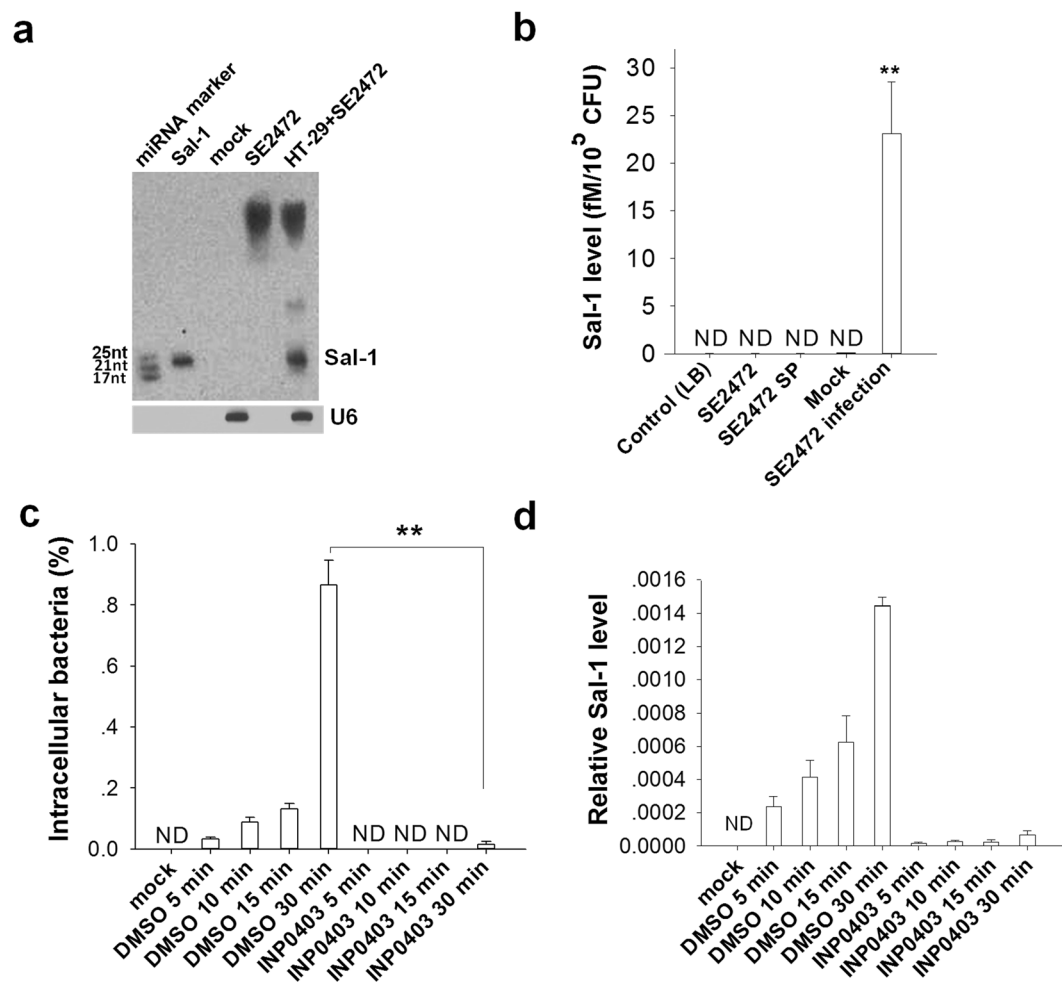 a
miRNA marker
Sal-1
mock
SE2472
HT-29+SE2472
25nt
21nt
17nt
Sal-1
U6
b
Sal-1 level (fM/10⁵ CFU)
30
25
20
15
10
5
0
**
ND
ND
ND
ND
Control (LB)
SE2472
SE2472 SP
Mock
SE2472 infection
c
Intracellular bacteria (%)
1.0
.8
.6
.4
.2
0.0
**
ND
ND
ND
ND
mock
DMSO 5 min
DMSO 10 min
DMSO 15 min
DMSO 30 min
INP0403 5 min
INP0403 10 min
INP0403 15 min
INP0403 30 min
d
Relative Sal-1 level
.0016
.0014
.0012
.0010
.0008
.0006
.0004
.0002
0.0000
ND
mock
DMSO 5 min
DMSO 10 min
DMSO 15 min
DMSO 30 min
INP0403 5 min
INP0403 10 min
INP0403 15 min
INP0403 30 min